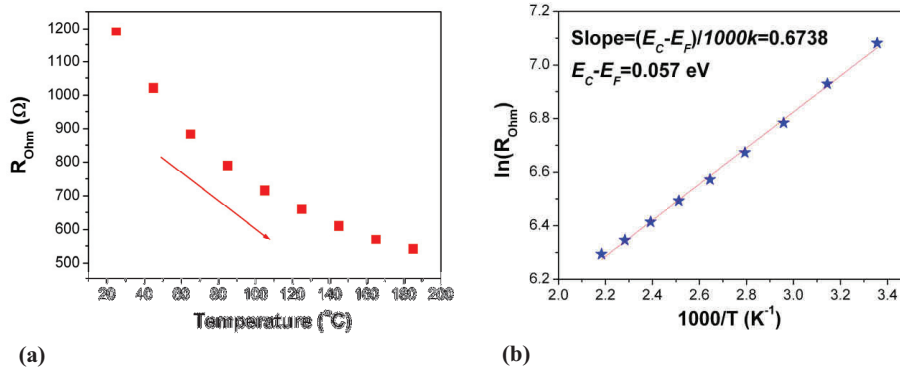 1200
1100
1000
900
800
700
600
500
R_Ohm (Ω)
20 40 60 80 100 120 140 160 180 200
Temperature (°C)
(a)
7.2
7.0
6.8
6.6
6.4
6.2
ln(R_Ohm)
Slope=(E_C-E_F)/1000k=0.6738
E_C-E_F=0.057 eV
2.0 2.2 2.4 2.6 2.8 3.0 3.2 3.4 3.6
1000/T (K⁻¹)
(b)